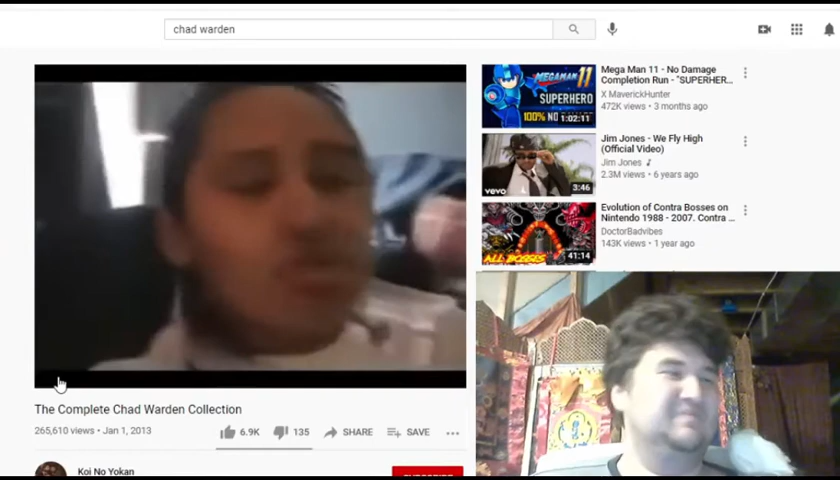 chad warden
MEGAMAN 11
SUPERHERO
100% NO
1:02:11
Mega Man 11 - No Damage
Completion Run - "SUPERHER...
X MaverickHunter
472K views • 3 months ago
vevo
3:46
Jim Jones - We Fly High
(Official Video)
Jim Jones
2.3M views • 6 years ago
ALL BOSSES
41:14
Evolution of Contra Bosses on
Nintendo 1988 - 2007. Contra ...
DoctorBadvibes
143K views • 1 year ago
The Complete Chad Warden Collection
265,610 views • Jan 1, 2013
6.9K
135
SHARE
SAVE
Koi No Yokan